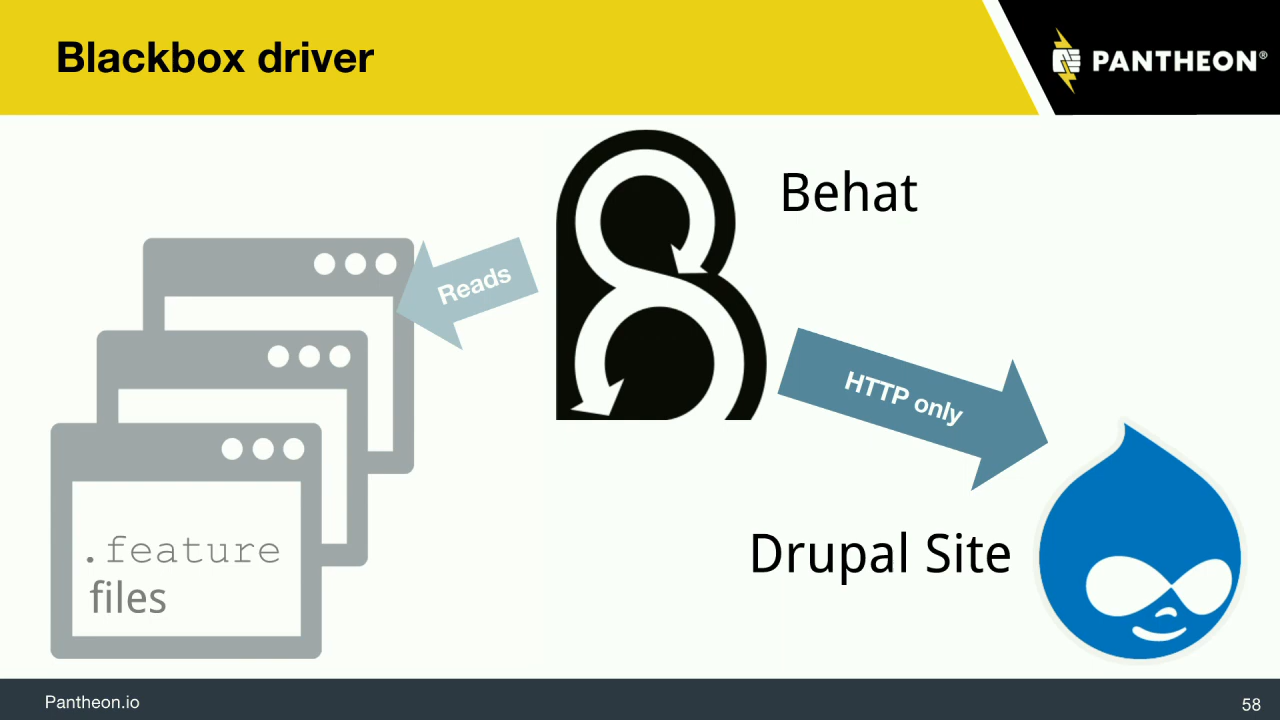 Blackbox driver
PANTHEON®
Behat
Reads
HTTP only
.feature
files
Drupal Site
Pantheon.io
58